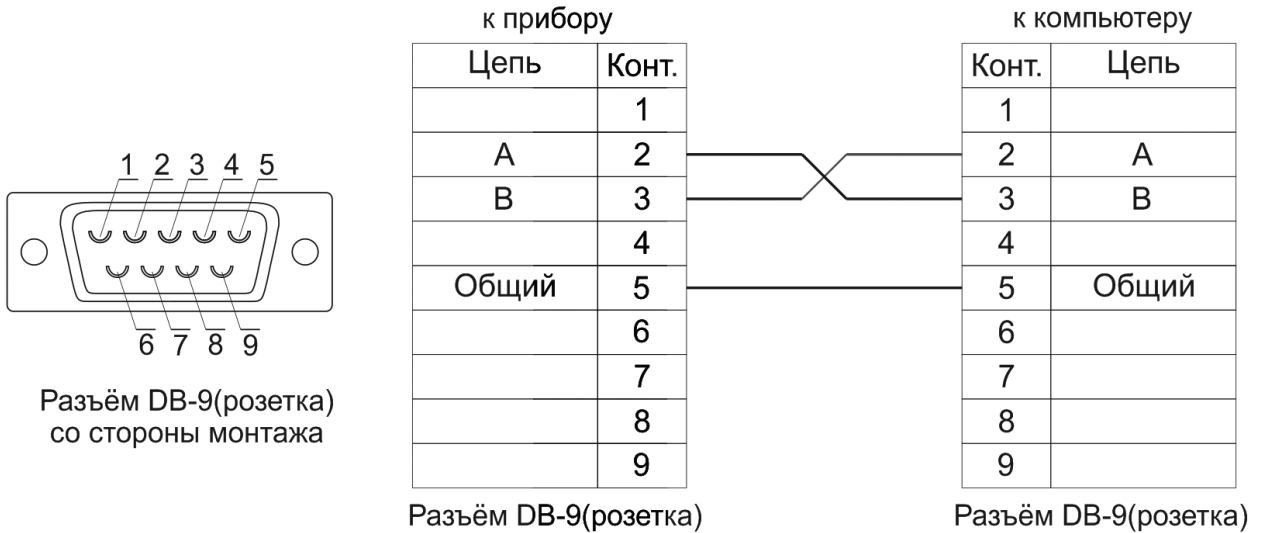 к прибору
к компьютеру
Цепь Конт.
Конт. Цепь
1
1
А 2
2 А
В 3
3 В
4
4
Общий 5
5 Общий
6
6
7
7
8
8
9
9
Разъём DB-9(розетка)
Разъём DB-9(розетка)
1 2 3 4 5
6 7 8 9
Разъём DB-9(розетка)
со стороны монтажа